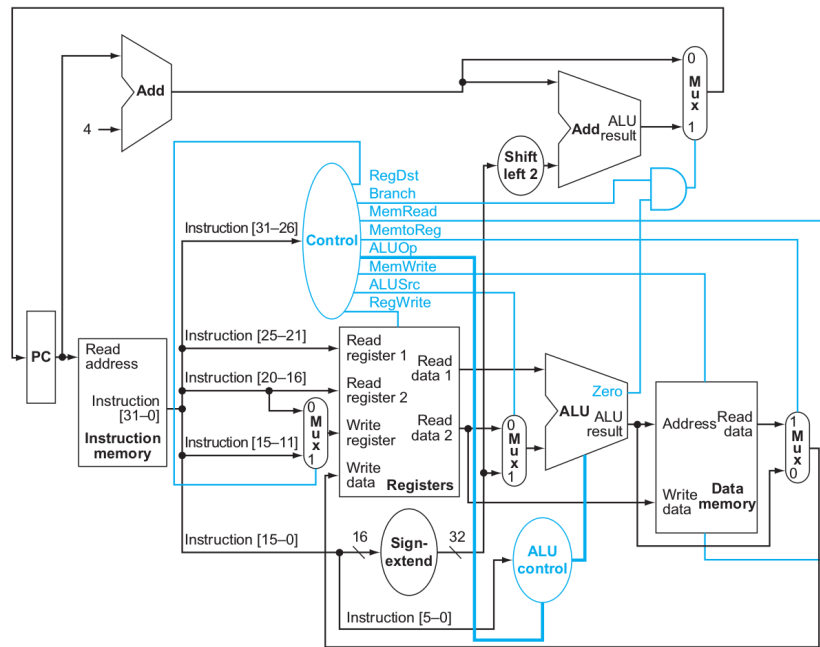 Add
4
0
Mux
1
Add
ALU
result
Shift
left 2
RegDst
Branch
MemRead
MemtoReg
ALUOp
MemWrite
ALUSrc
RegWrite
Control
Instruction [31–26]
Instruction [25–21]
Instruction [20–16]
Instruction [15–11]
Instruction [15–0]
Instruction [5–0]
PC
Read
address
Instruction
[31–0]
Instruction
memory
0
Mux
1
Read
register 1
Read
register 2
Write
register
Write
data
Read
data 1
Read
data 2
Registers
0
Mux
1
Zero
ALU
ALU
result
Address
Read
data
Write
data
Data
memory
1
Mux
0
16
Sign-
extend
32
ALU
control